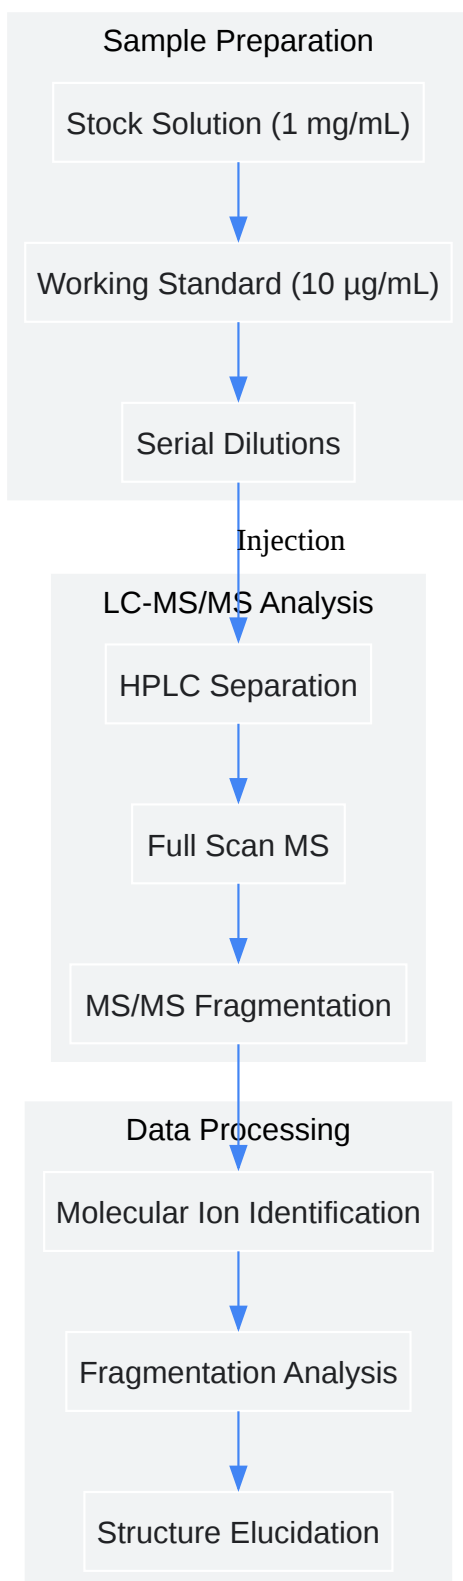 Sample Preparation
Stock Solution (1 mg/mL)
Working Standard (10 µg/mL)
Serial Dilutions
Injection
LC-MS/MS Analysis
HPLC Separation
Full Scan MS
MS/MS Fragmentation
Data Processing
Molecular Ion Identification
Fragmentation Analysis
Structure Elucidation